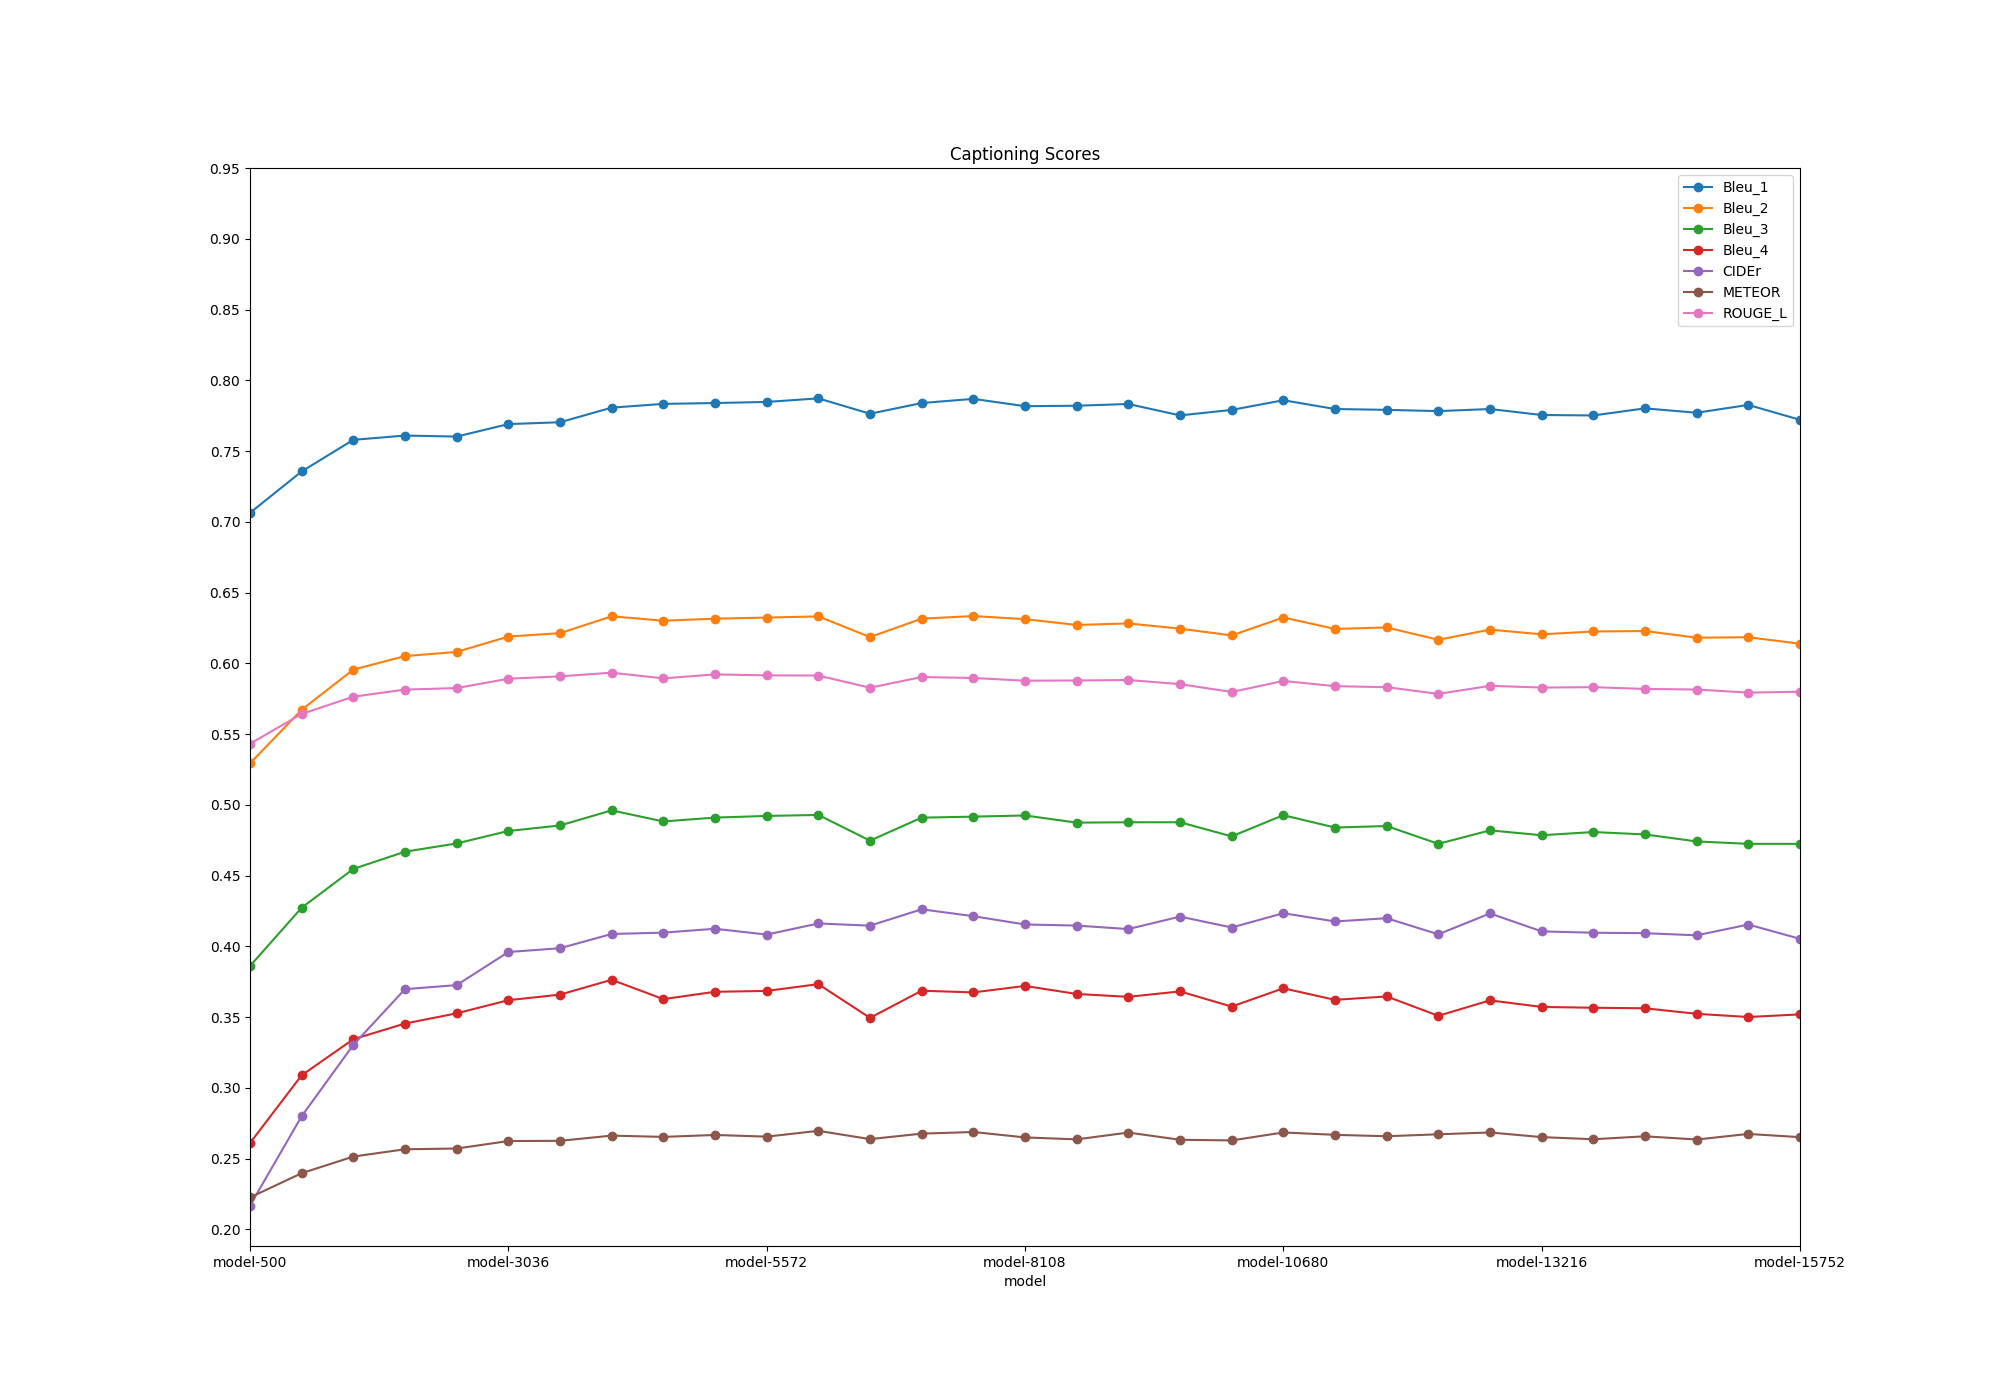 Captioning Scores
0.95
0.90
0.85
0.80
0.75
0.70
0.65
0.60
0.55
0.50
0.45
0.40
0.35
0.30
0.25
0.20
Bleu_1
Bleu_2
Bleu_3
Bleu_4
CIDEr
METEOR
ROUGE_L
model-500 model-3036 model-5572 model-8108 model-10680 model-13216 model-15752
model